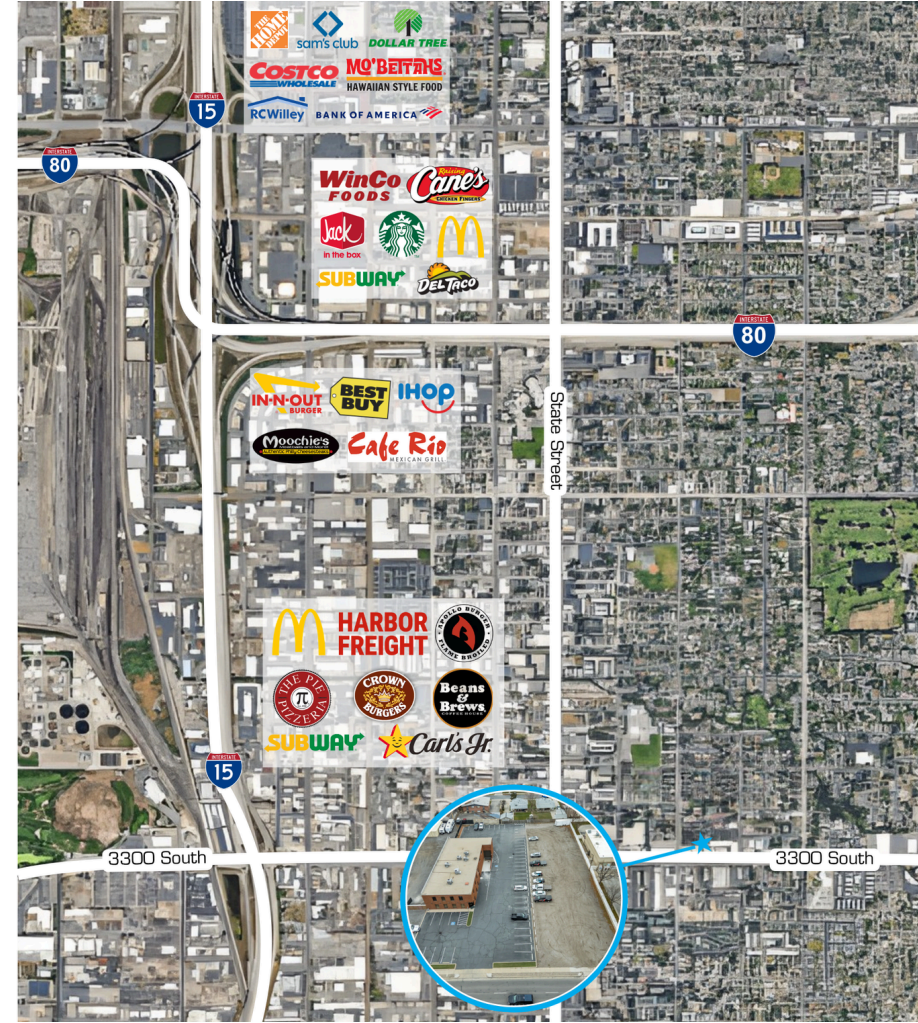 THE
HOME
DEPOT
sam's club
DOLLAR TREE
COSTCO
WHOLESALE
MO'BETTAHS
HAWAIIAN STYLE FOOD
RCWilley
BANK OF AMERICA
INTERSTATE
15
INTERSTATE
80
WinCo
FOODS
Raising
Cane's
CHICKEN FINGERS
Jack
in the box
SUBWAY
DEL TACO
INTERSTATE
80
IN-N-OUT
BURGER
BEST
BUY
IHOP
Moochie's
Cafe Rio
MEXICAN GRILL
State Street
HARBOR
FREIGHT
APOLLO BURGER
FLAME BROILED
THE PIE
π
PIZZERIA
CROWN
BURGERS
Beans
&
Brews
COFFEE HOUSE
SUBWAY
Carl's Jr.
INTERSTATE
15
3300 South
3300 South